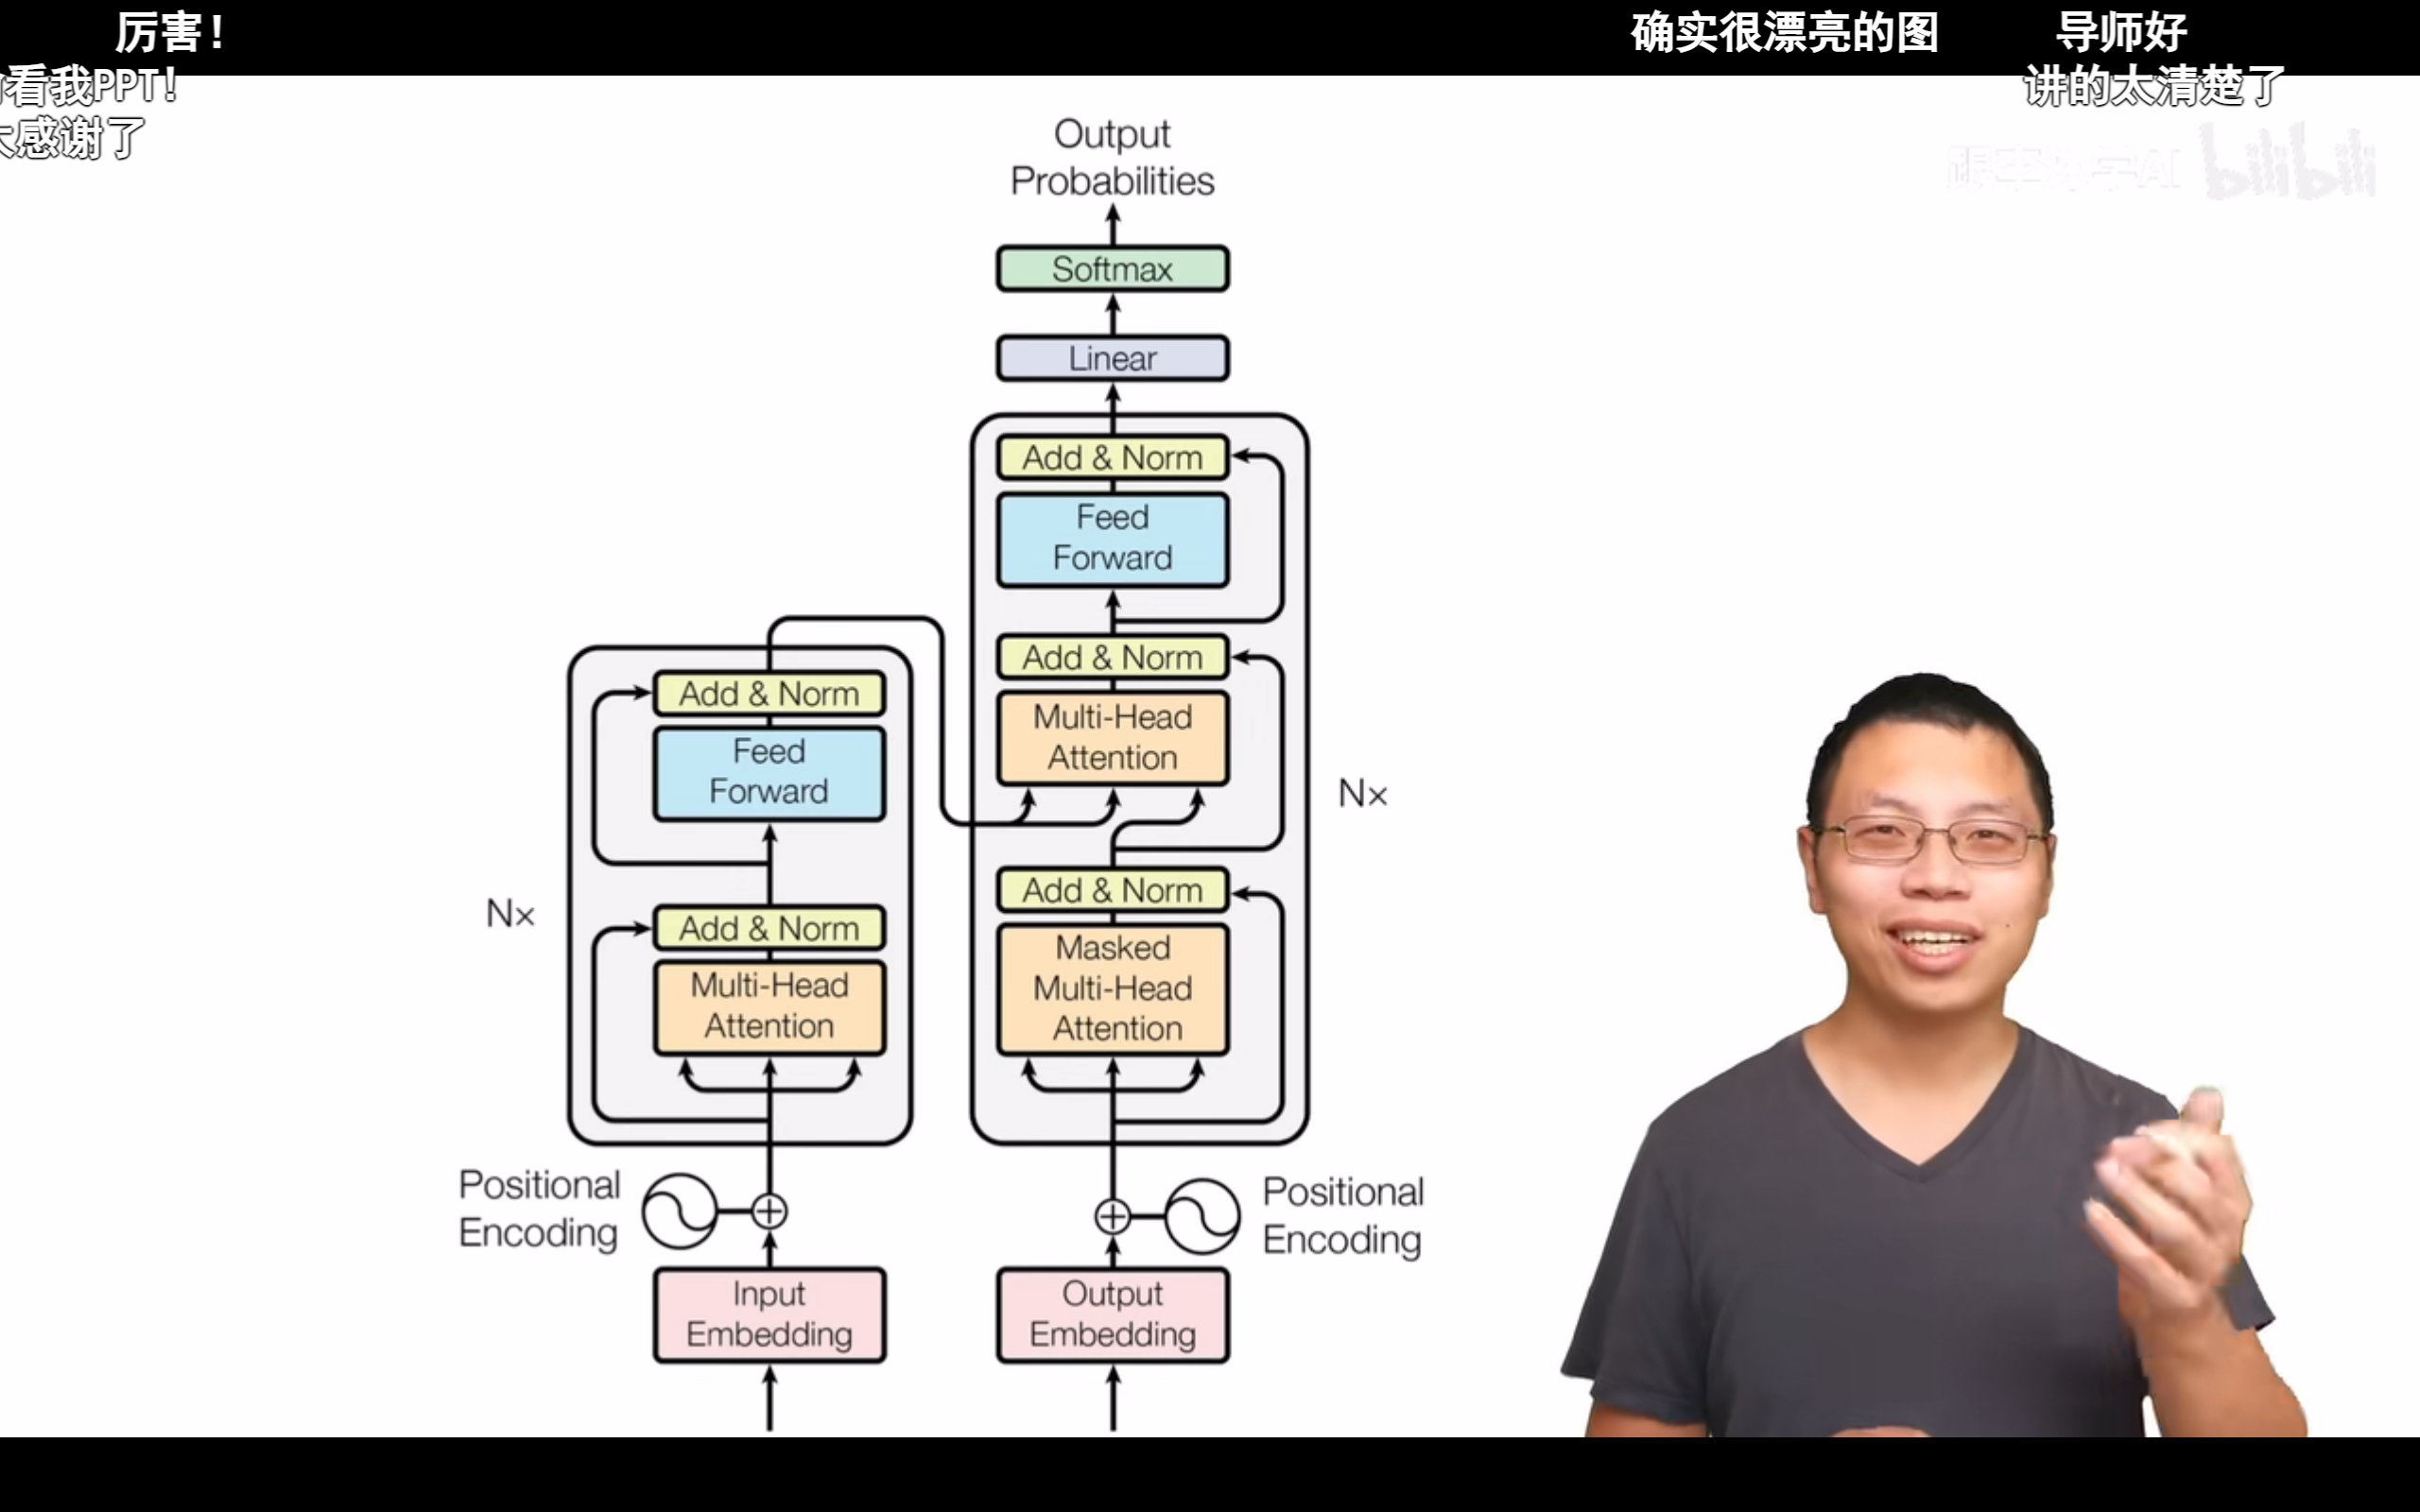 厉害！
确实很漂亮的图
导师好
看我PPT！
讲的太清楚了
感谢了
bilibili
Output
Probabilities
Softmax
Linear
Add & Norm
Feed
Forward
Add & Norm
Multi-Head
Attention
Nx
Add & Norm
Masked
Multi-Head
Attention
Add & Norm
Feed
Forward
Nx
Add & Norm
Multi-Head
Attention
Positional
Encoding
Positional
Encoding
Input
Embedding
Output
Embedding